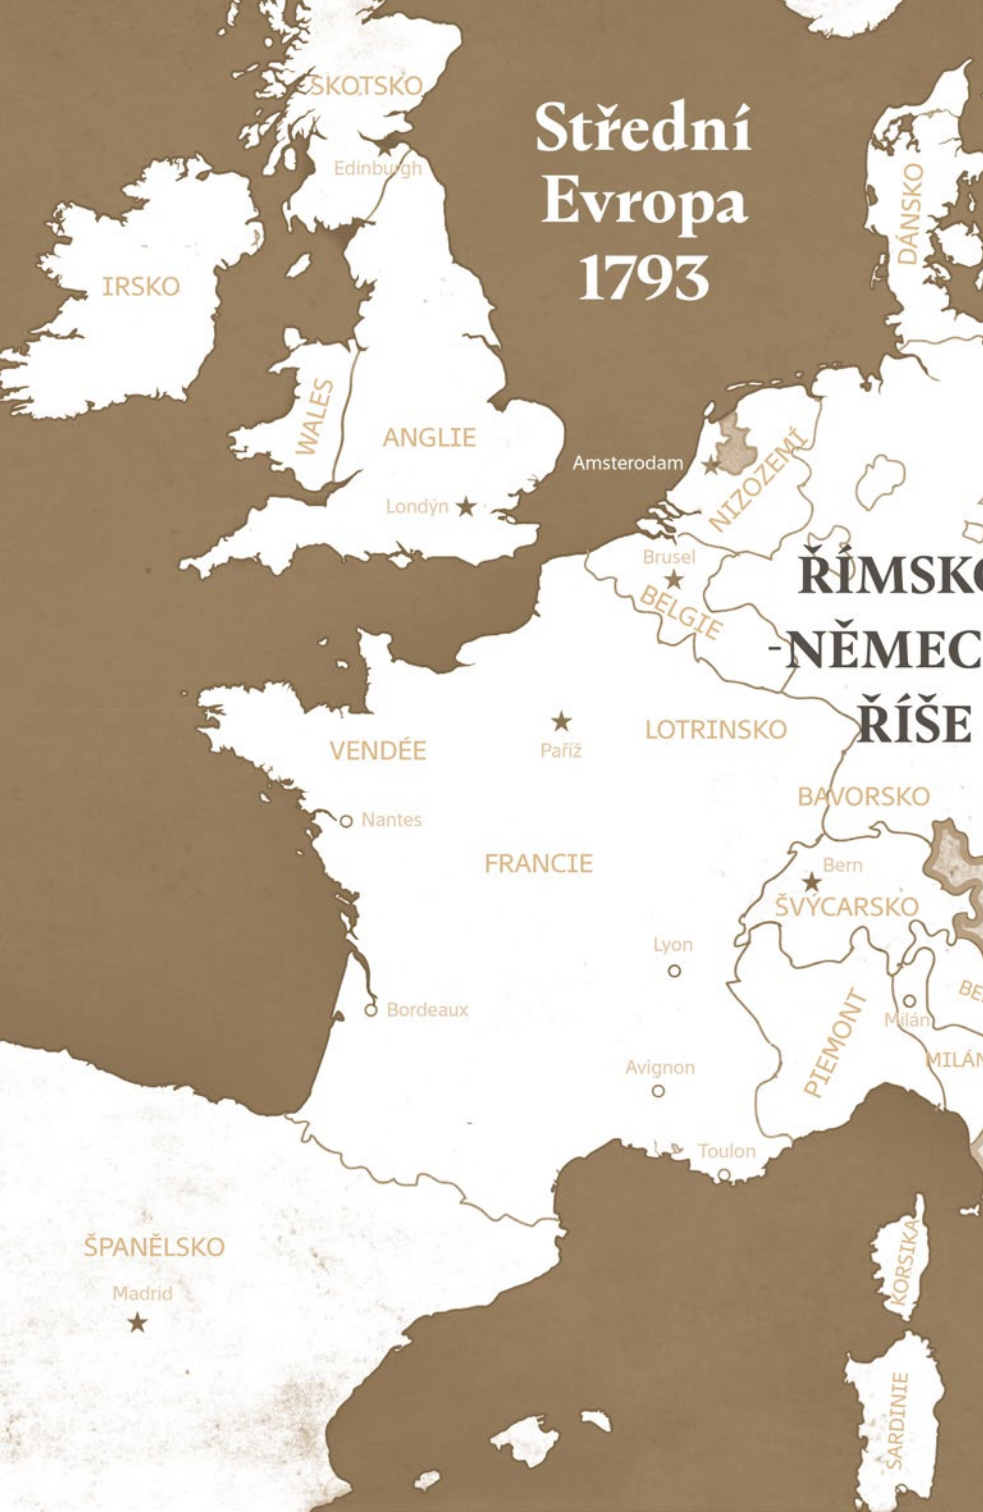 SKOTSKO
Edinburgh
Střední
Evropa
1793
DÁNSKO
IRSKO
WALES
ANGLIE
Londýn
Amsterodam
NIZOZEMÍ
Brusel
BELGIE
ŘÍMSKO
-NĚMEC
ŘÍŠE
VENDÉE
Paříž
LOTRINSKO
BAVORSKO
Nantes
FRANCIE
Bern
ŠVÝCARSKO
Lyon
Bordeaux
Milán
PIEMONT
MILÁN
Avignon
Toulon
ŠPANĚLSKO
Madrid
KORSIKA
SARDINIE